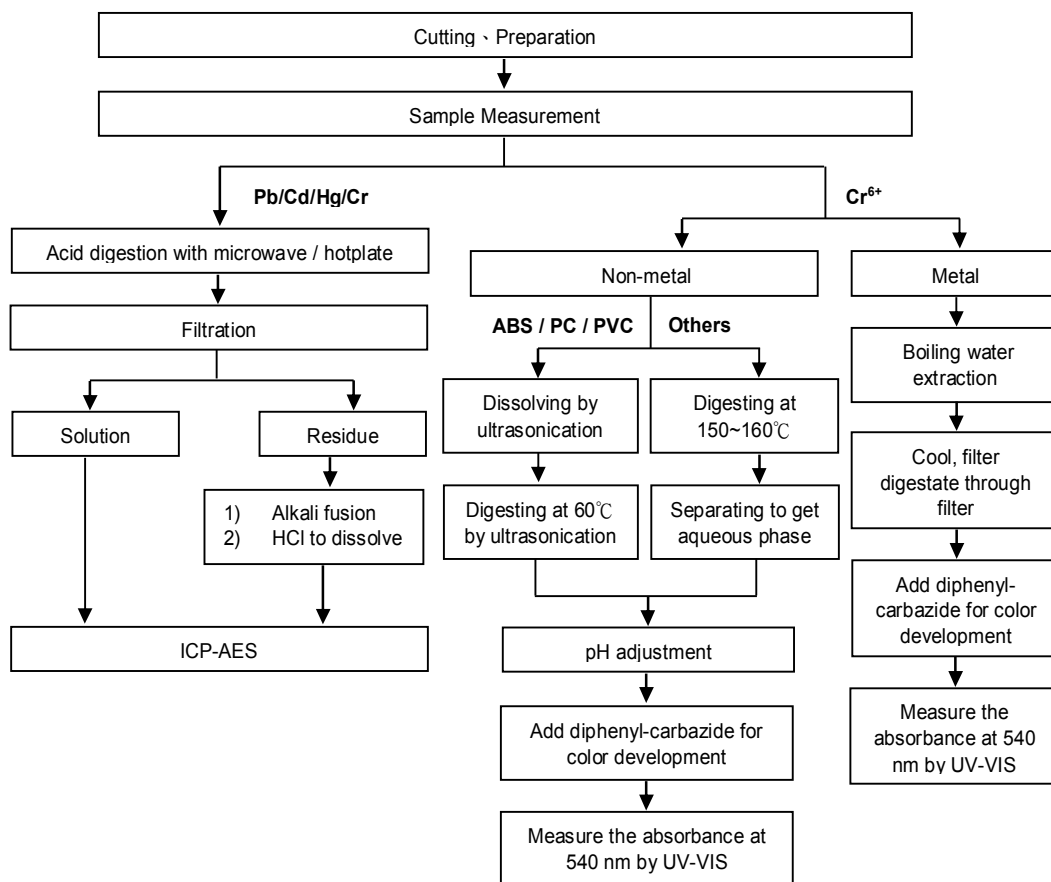 Cutting、Preparation
Sample Measurement
Pb/Cd/Hg/Cr
Cr⁶⁺
Acid digestion with microwave / hotplate
Filtration
Solution
Residue
1) Alkali fusion
2) HCl to dissolve
ICP-AES
Non-metal
ABS / PC / PVC
Others
Dissolving by
ultrasonication
Digesting at 60℃
by ultrasonication
Digesting at
150~160℃
Separating to get
aqueous phase
pH adjustment
Add diphenyl-carbazide for
color development
Measure the absorbance at
540 nm by UV-VIS
Metal
Boiling water
extraction
Cool, filter
digestate through
filter
Add diphenyl-
carbazide for color
development
Measure the
absorbance at 540
nm by UV-VIS